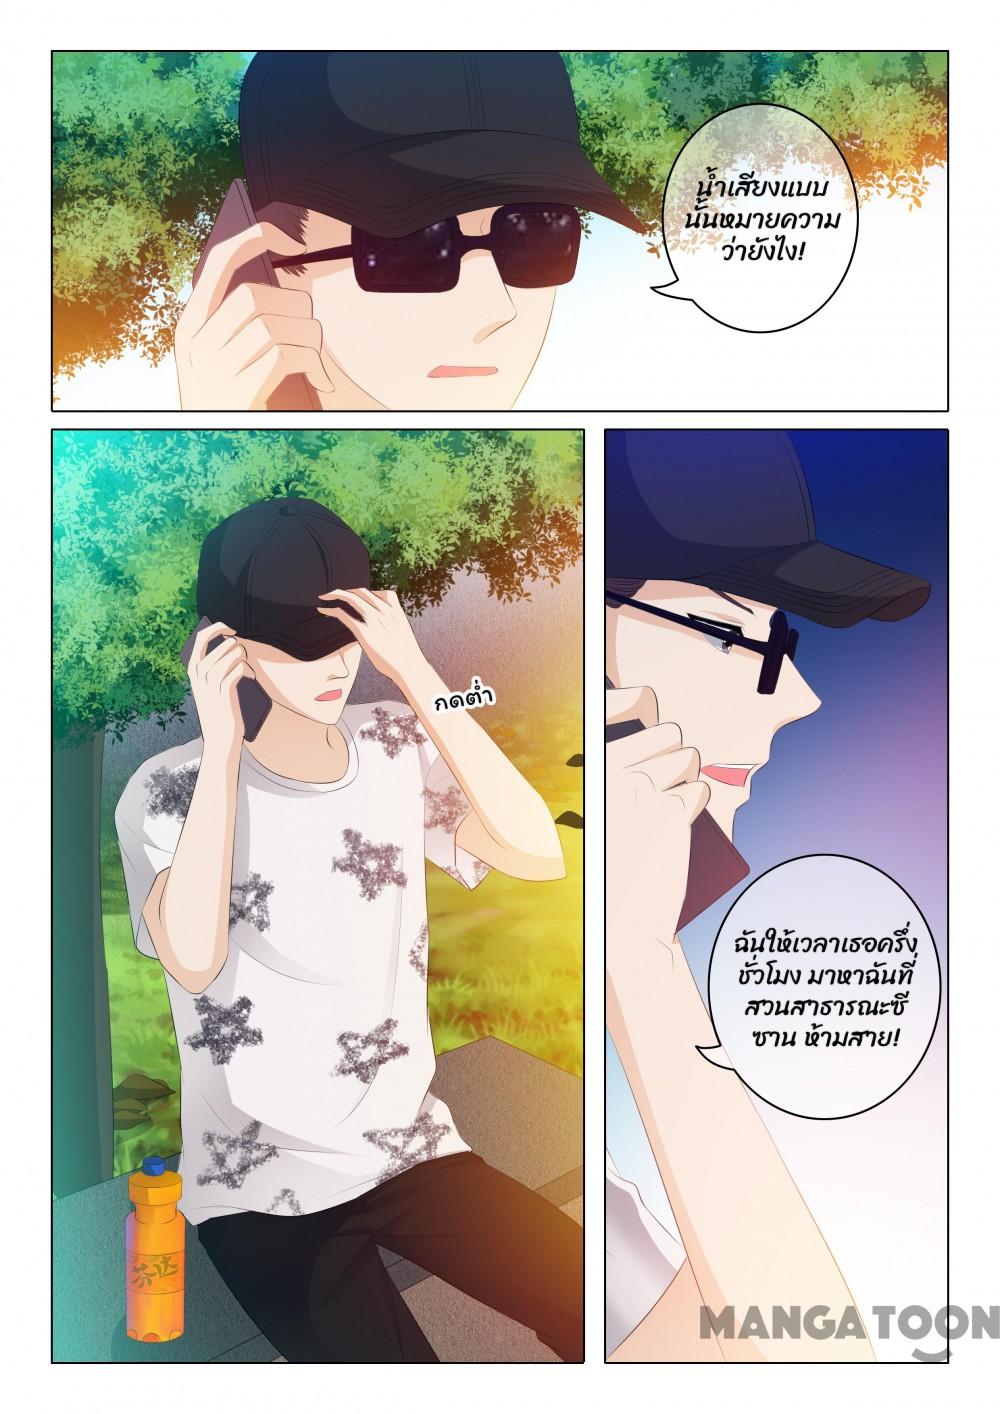 น้ำเสียงแบบ
นั้นหมายความ
ว่ายังไง!
กดต่ำ
ฉันให้เวลาเธอครึ่ง
ชั่วโมง มาหาฉันที่
สวนสาธารณะซี
ซาน ห้ามสาย!
芬达
MANGATOON